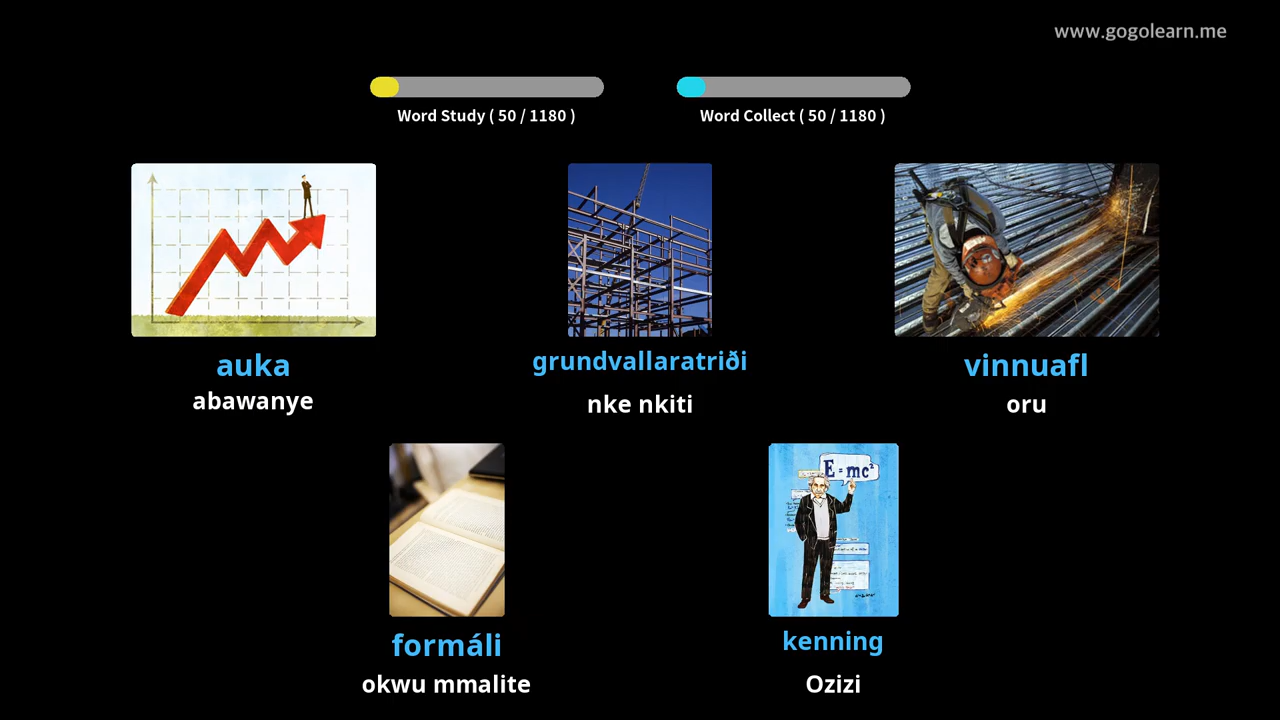 www.gogolearn.me
Word Study ( 50 / 1180 )
Word Collect ( 50 / 1180 )
auka
abawanye
grundvallaratriði
nke nkiti
vinnuafl
oru
E=mc²
formáli
okwu mmalite
kenning
Ozizi